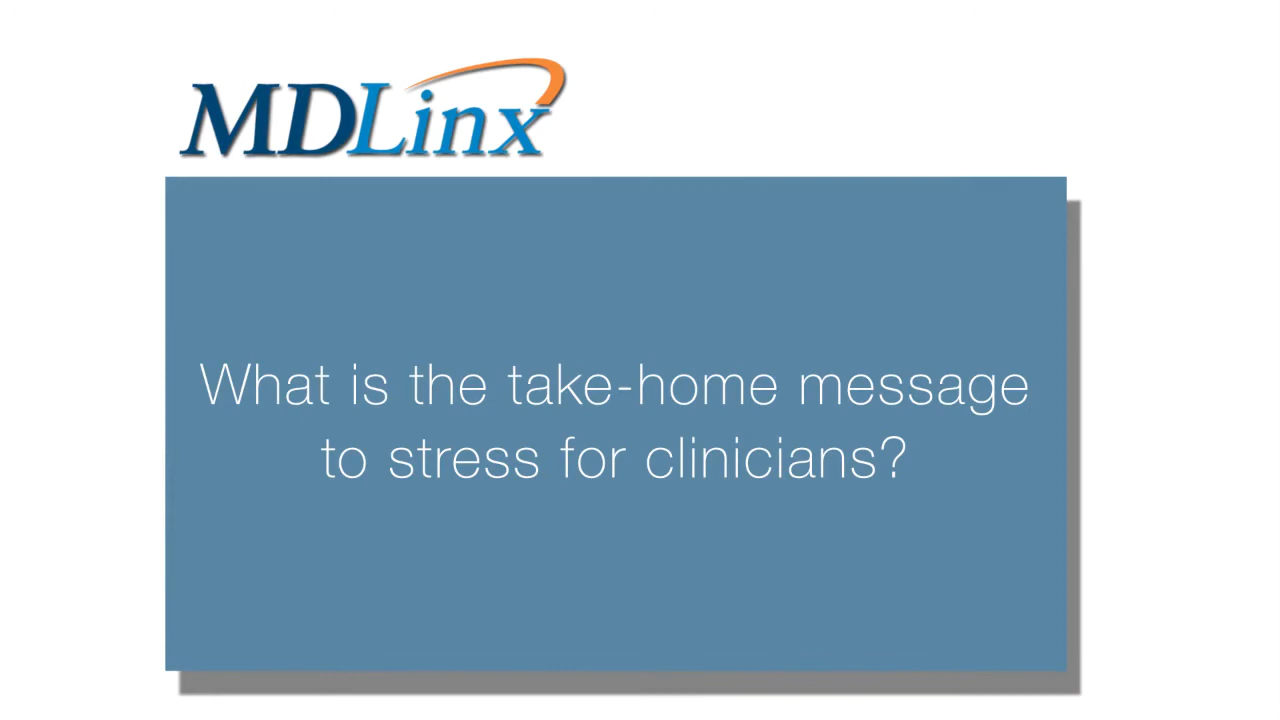 MDLinx
What is the take-home message
to stress for clinicians?